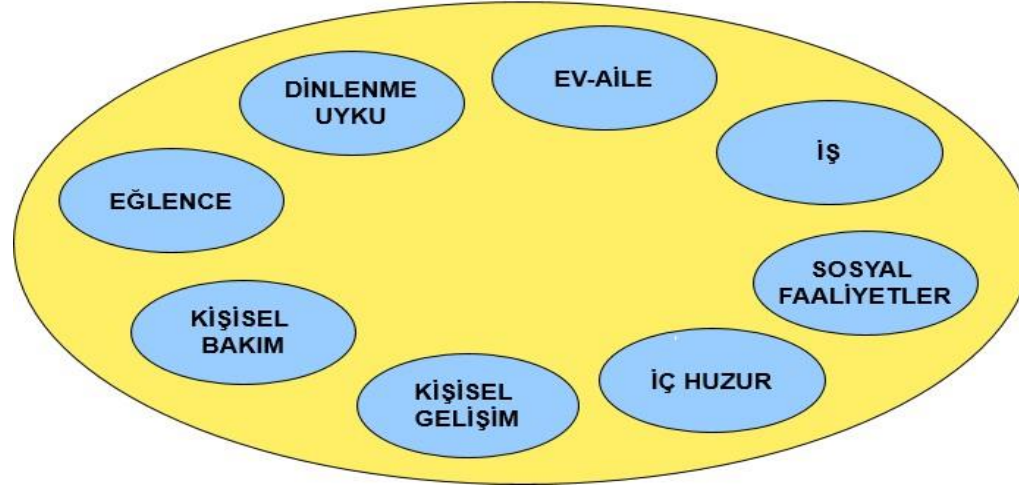 DİNLENME
UYKU
EV-AİLE
İŞ
EĞLENCE
SOSYAL
FAALİYETLER
KİŞİSEL
BAKIM
KİŞİSEL
GELİŞİM
İÇ HUZUR